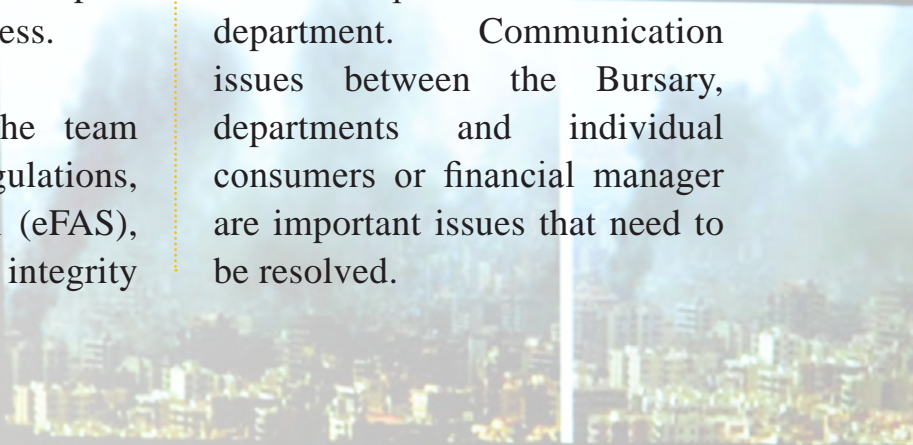 ess.
he team
gulations,
(eFAS),
integrity
department. Communication
issues between the Bursary,
departments and individual
consumers or financial manager
are important issues that need to
be resolved.